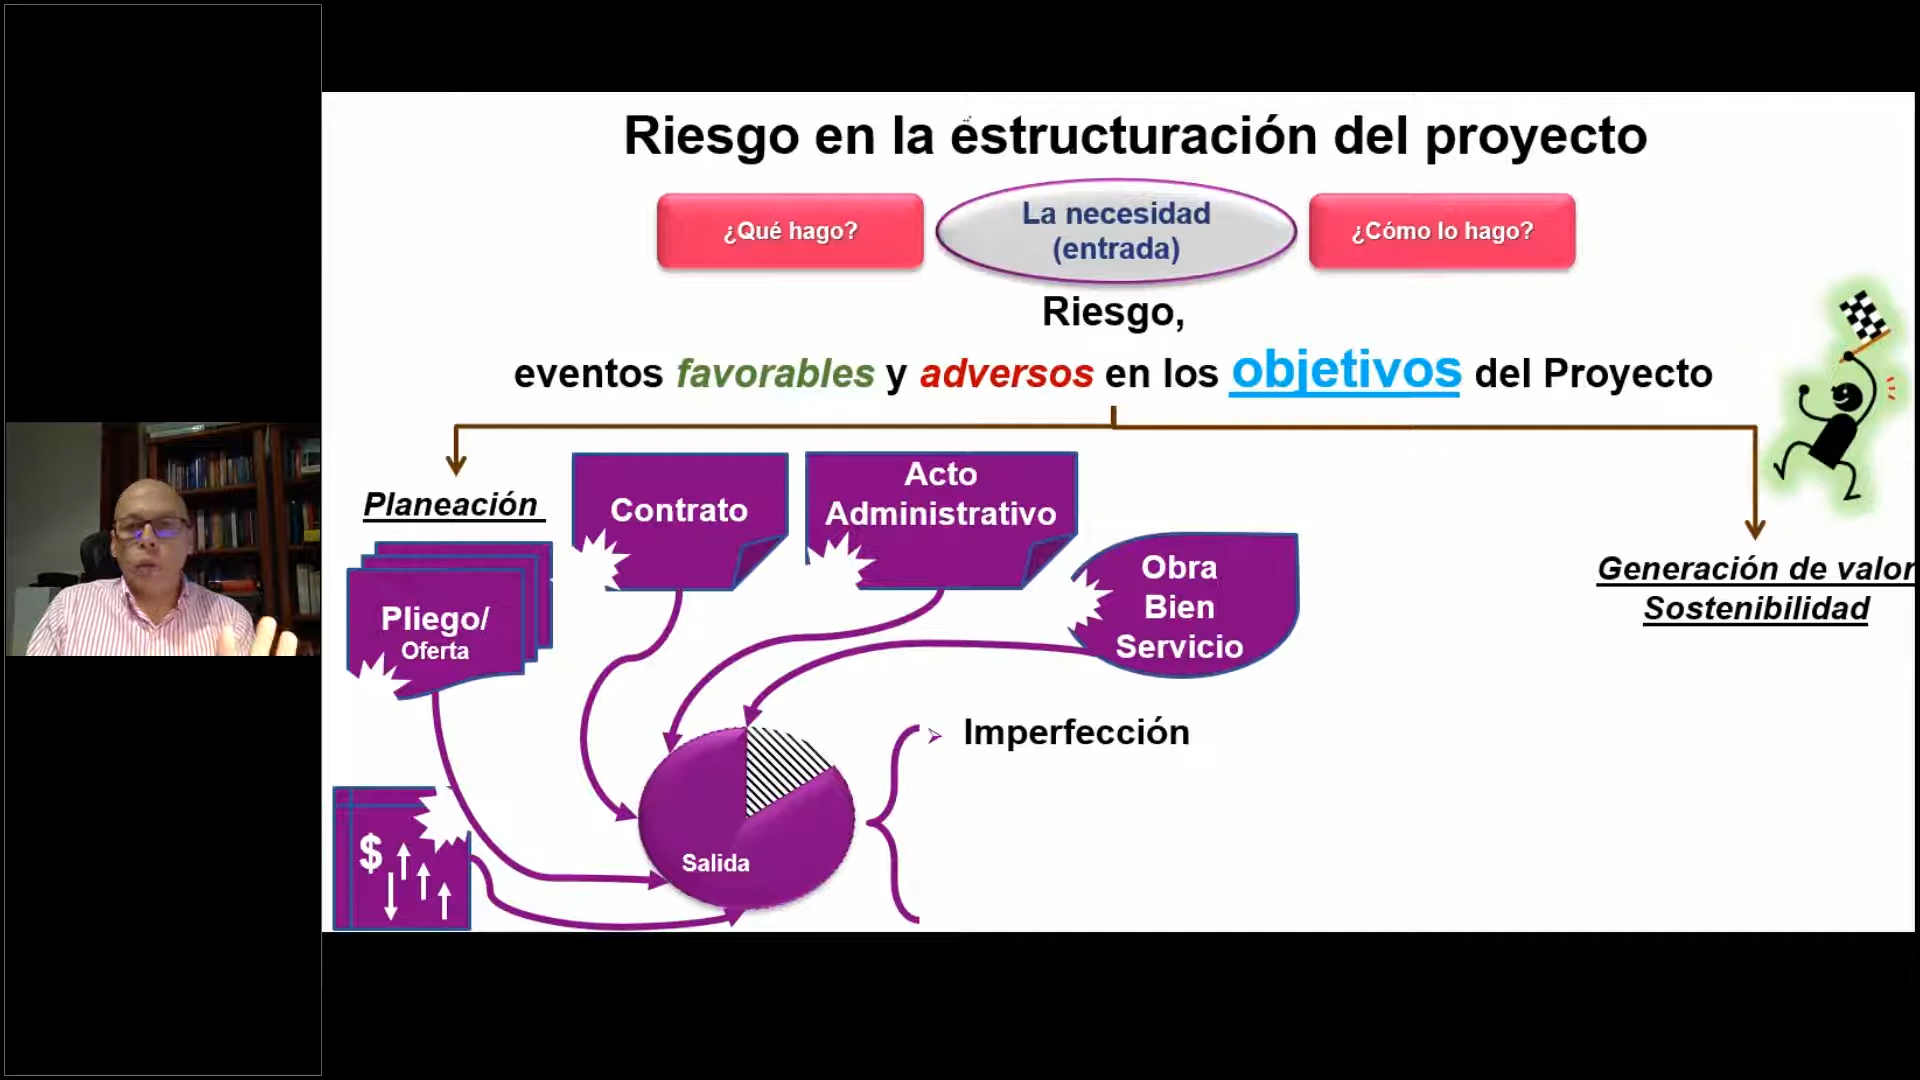 Riesgo en la estructuración del proyecto
¿Qué hago?
La necesidad
(entrada)
¿Cómo lo hago?
Riesgo,
eventos favorables y adversos en los objetivos del Proyecto
Planeación
Contrato
Acto
Administrativo
Obra
Bien
Servicio
Generación de valor
Sostenibilidad
Pliego/
Oferta
Imperfección
$
Salida